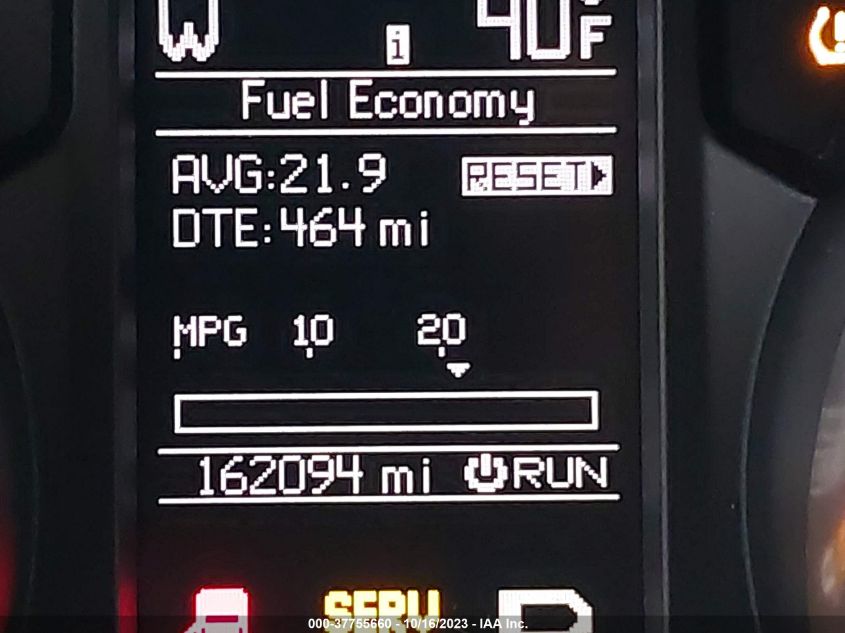 W 40°F
i
Fuel Economy
AVG:21.9 RESET
DTE:464 mi
MPG 10 20
162094 mi RUN
SERV
000-37755660 - 10/16/2023 - IAA Inc.